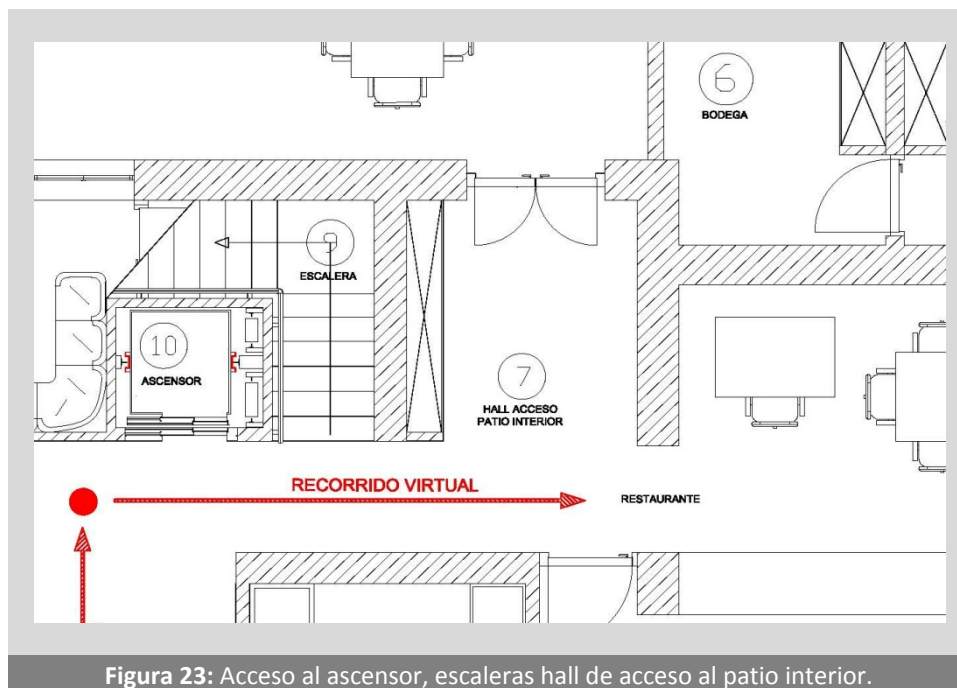 6
BODEGA
9
ESCALERA
10
ASCENSOR
7
HALL ACCESO
PATIO INTERIOR
RECORRIDO VIRTUAL
RESTAURANTE
Figura 23: Acceso al ascensor, escaleras hall de acceso al patio interior.